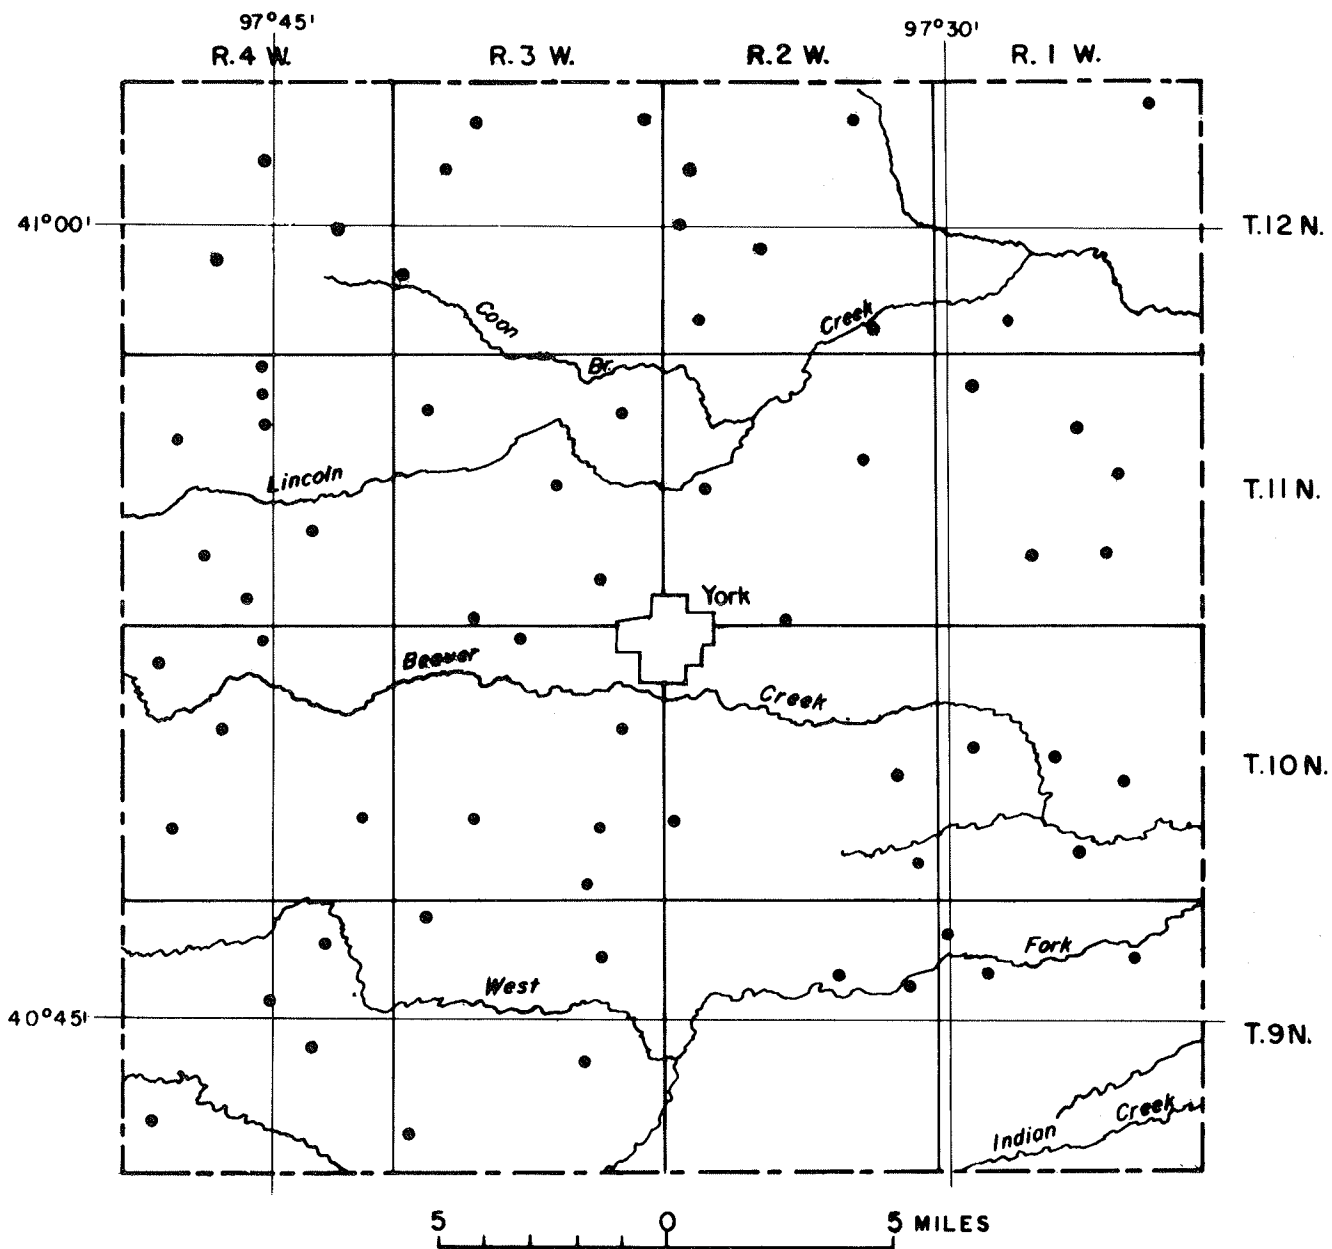 97°45'
97°30'
R.4 W.
R.3 W.
R.2 W.
R.1 W.
41°00'
T.12 N.
Coon
Creek
Br.
Lincoln
T.11 N.
York
Beaver
Creek
T.10 N.
Fork
West
40°45'
T.9 N.
Creek
Indian
5 0 5 MILES